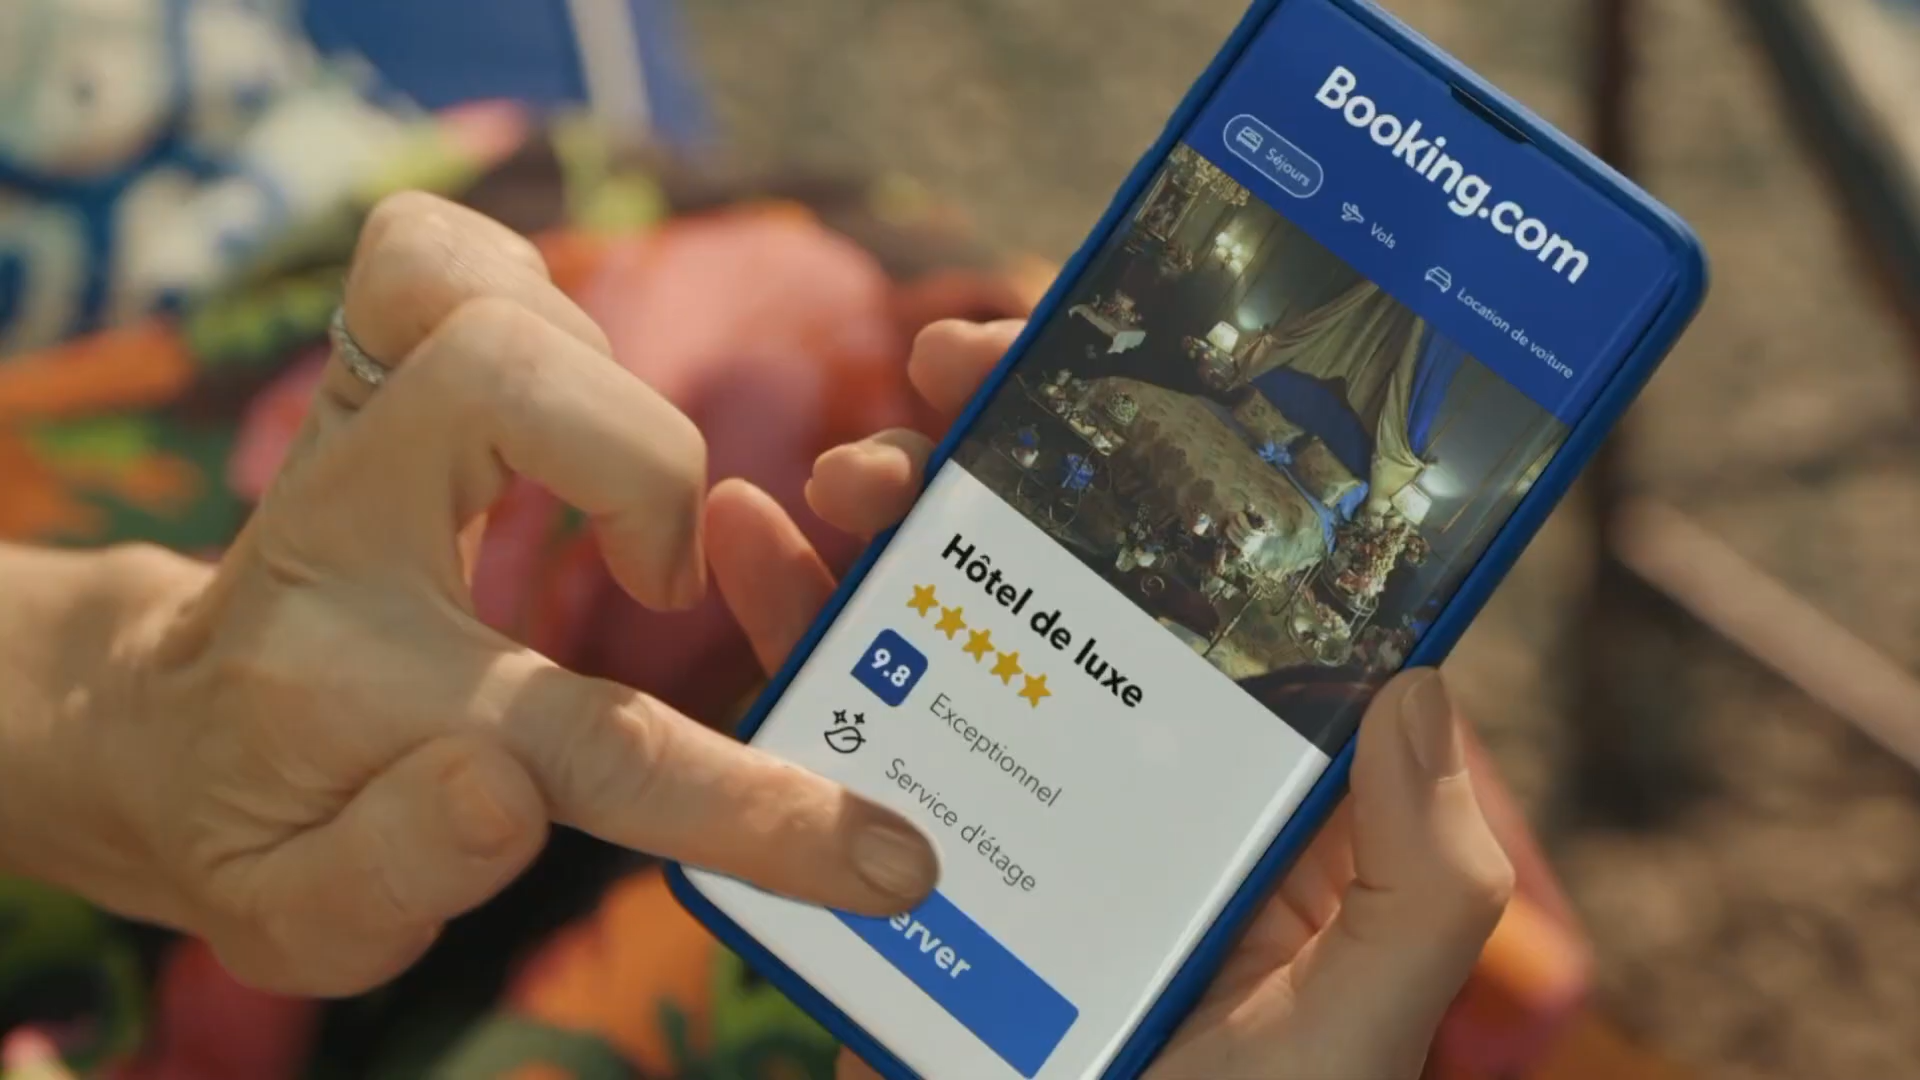 Booking.com
Séjours
Vols
Location de voiture
Hôtel de luxe
9.8
Exceptionnel
Service d'étage
erver